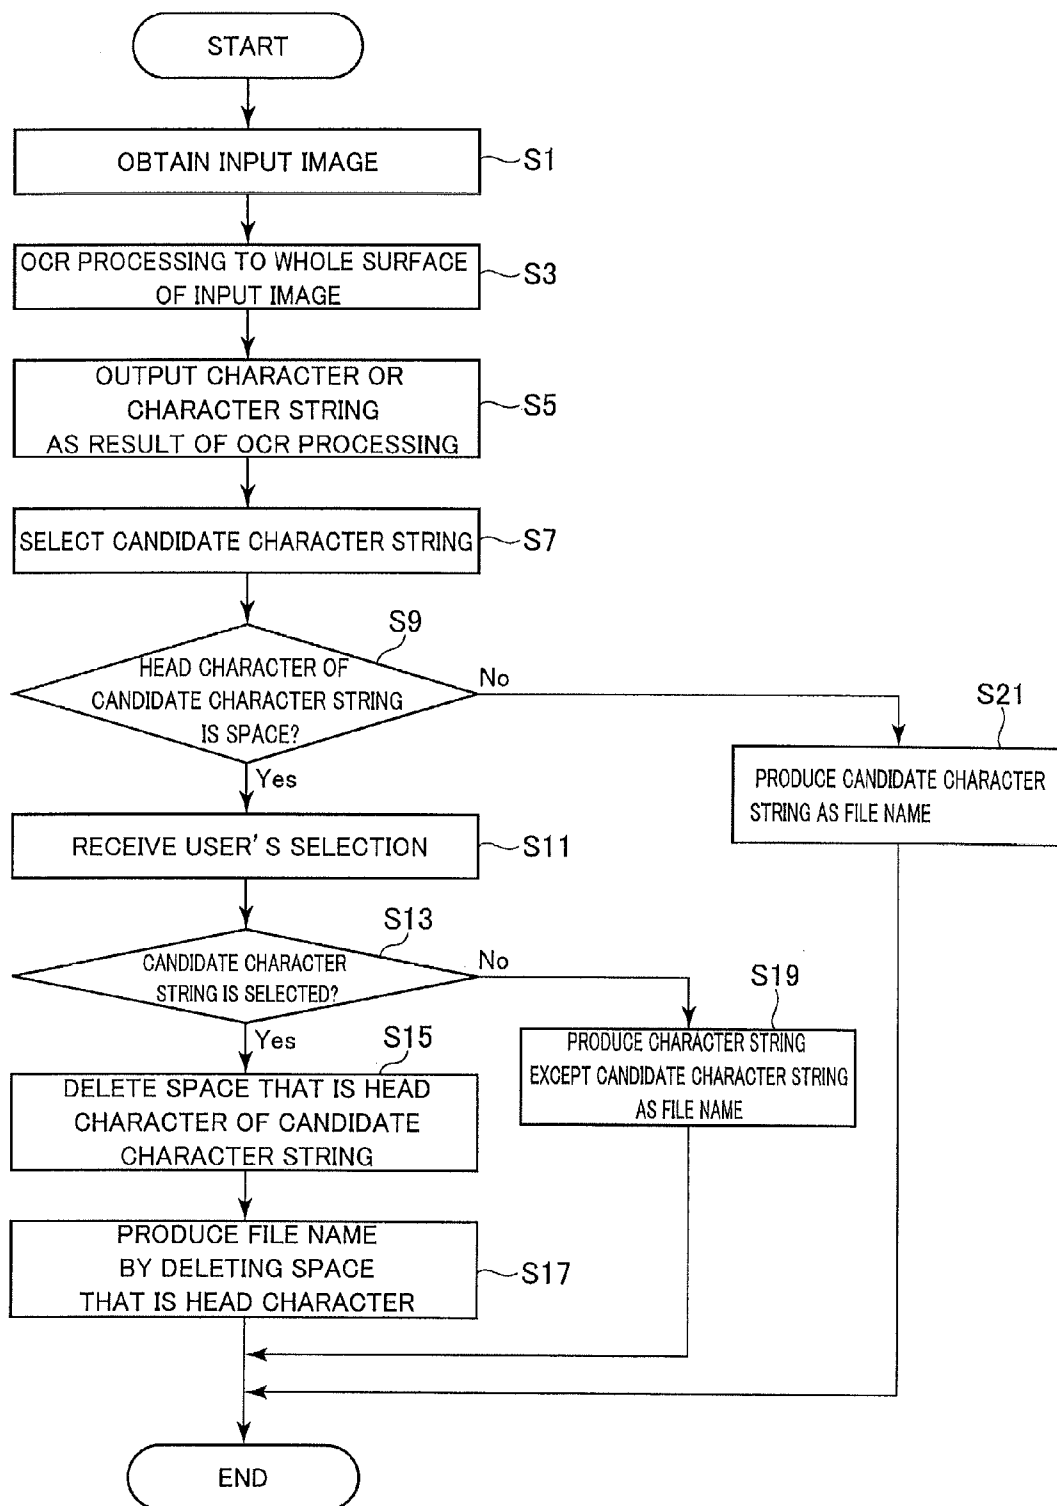 START
OBTAIN INPUT IMAGE
S1
OCR PROCESSING TO WHOLE SURFACE
OF INPUT IMAGE
S3
OUTPUT CHARACTER OR
CHARACTER STRING
AS RESULT OF OCR PROCESSING
S5
SELECT CANDIDATE CHARACTER STRING
S7
S9
HEAD CHARACTER OF
CANDIDATE CHARACTER STRING
IS SPACE?
No
Yes
S21
PRODUCE CANDIDATE CHARACTER
STRING AS FILE NAME
RECEIVE USER'S SELECTION
S11
S13
CANDIDATE CHARACTER
STRING IS SELECTED?
No
Yes
S19
PRODUCE CHARACTER STRING
EXCEPT CANDIDATE CHARACTER STRING
AS FILE NAME
S15
DELETE SPACE THAT IS HEAD
CHARACTER OF CANDIDATE
CHARACTER STRING
PRODUCE FILE NAME
BY DELETING SPACE
THAT IS HEAD CHARACTER
S17
END